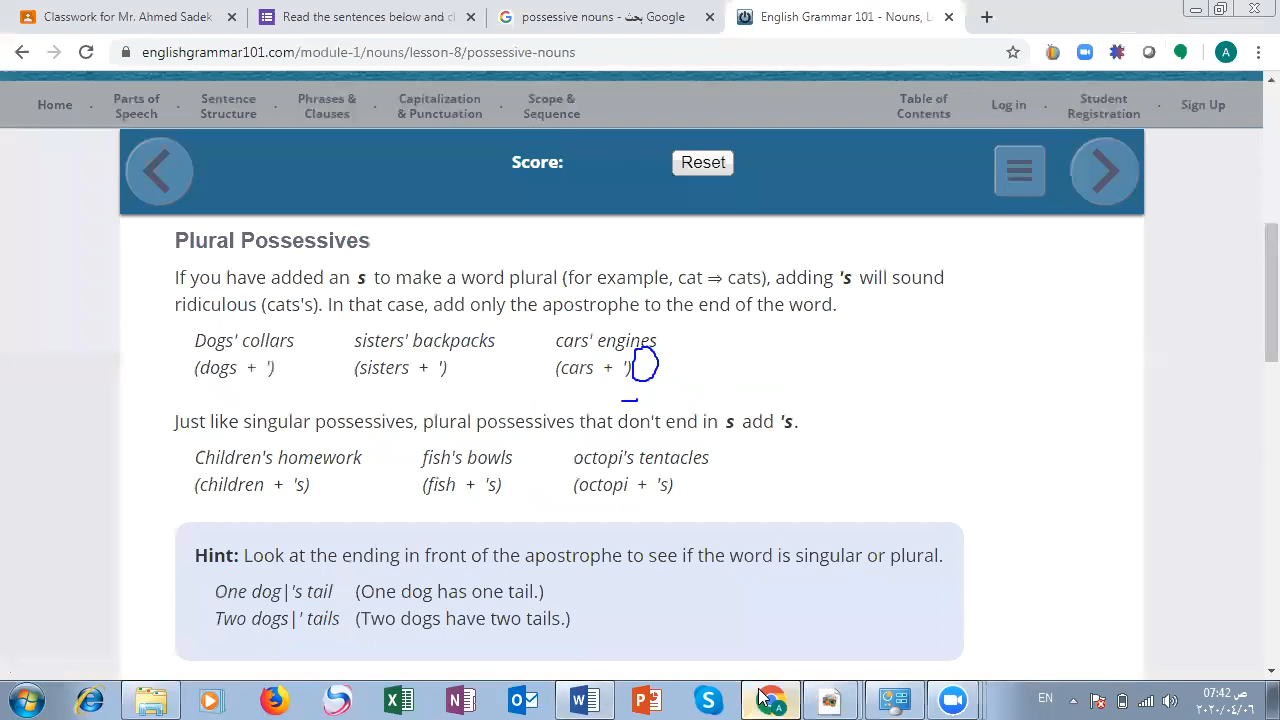 Classwork for Mr. Ahmed Sadek
Read the sentences below and cl
possessive nouns - بحث Google
English Grammar 101 - Nouns, L
englishgrammar101.com/module-1/nouns/lesson-8/possessive-nouns
A
Home · Parts of Speech · Sentence Structure · Phrases & Clauses · Capitalization & Punctuation · Scope & Sequence
Table of Contents · Log in · Student Registration · Sign Up
Score: Reset
Plural Possessives
If you have added an s to make a word plural (for example, cat ⇒ cats), adding 's will sound
ridiculous (cats's). In that case, add only the apostrophe to the end of the word.
Dogs' collars sisters' backpacks cars' engines
(dogs + ') (sisters + ') (cars + ')
Just like singular possessives, plural possessives that don't end in s add 's.
Children's homework fish's bowls octopi's tentacles
(children + 's) (fish + 's) (octopi + 's)
Hint: Look at the ending in front of the apostrophe to see if the word is singular or plural.
One dog|'s tail (One dog has one tail.)
Two dogs|' tails (Two dogs have two tails.)
EN
07:42 ص
٢٠٢٠/٠٤/٠٦